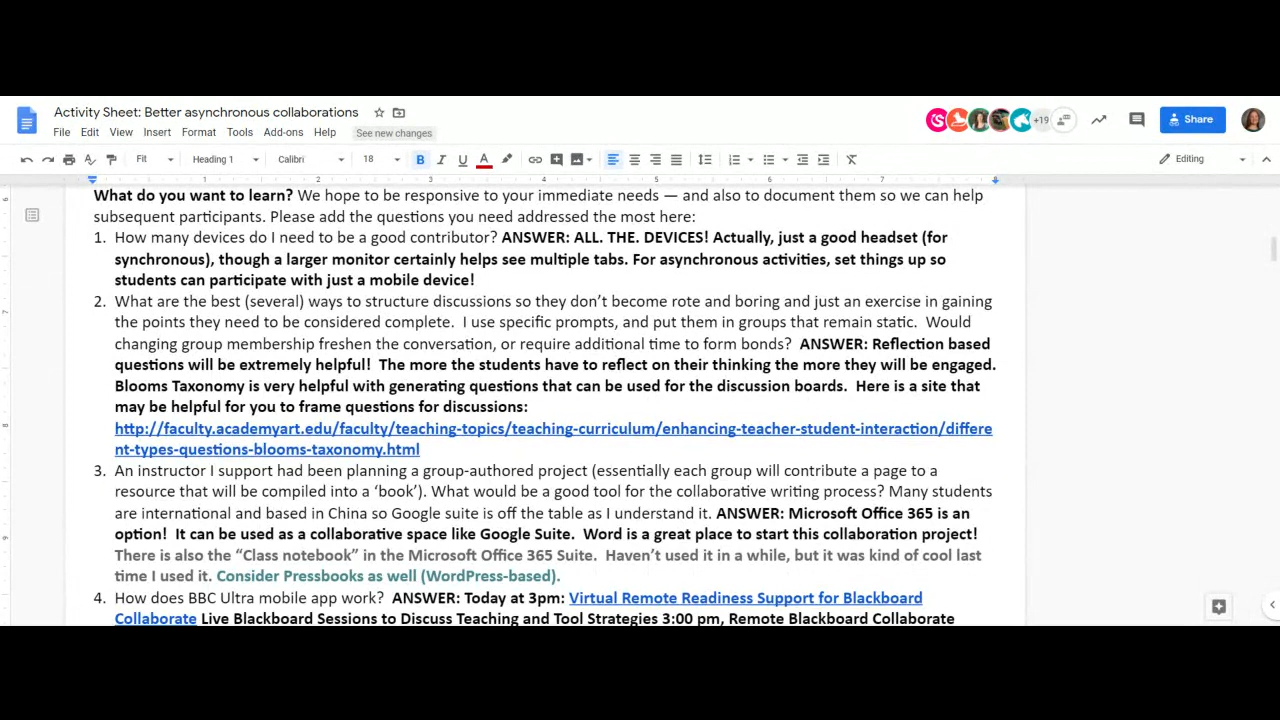 Activity Sheet: Better asynchronous collaborations
File Edit View Insert Format Tools Add-ons Help See new changes
+19
Share
Fit Heading 1 Calibri 18 B I U A Editing
1 2 3 4 5 6 7 8
What do you want to learn? We hope to be responsive to your immediate needs — and also to document them so we can help
subsequent participants. Please add the questions you need addressed the most here:
1. How many devices do I need to be a good contributor? ANSWER: ALL. THE. DEVICES! Actually, just a good headset (for
synchronous), though a larger monitor certainly helps see multiple tabs. For asynchronous activities, set things up so
students can participate with just a mobile device!
2. What are the best (several) ways to structure discussions so they don’t become rote and boring and just an exercise in gaining
the points they need to be considered complete. I use specific prompts, and put them in groups that remain static. Would
changing group membership freshen the conversation, or require additional time to form bonds? ANSWER: Reflection based
questions will be extremely helpful! The more the students have to reflect on their thinking the more they will be engaged.
Blooms Taxonomy is very helpful with generating questions that can be used for the discussion boards. Here is a site that
may be helpful for you to frame questions for discussions:
http://faculty.academyart.edu/faculty/teaching-topics/teaching-curriculum/enhancing-teacher-student-interaction/differe
nt-types-questions-blooms-taxonomy.html
3. An instructor I support had been planning a group-authored project (essentially each group will contribute a page to a
resource that will be compiled into a ‘book’). What would be a good tool for the collaborative writing process? Many students
are international and based in China so Google suite is off the table as I understand it. ANSWER: Microsoft Office 365 is an
option! It can be used as a collaborative space like Google Suite. Word is a great place to start this collaboration project!
There is also the “Class notebook” in the Microsoft Office 365 Suite. Haven’t used it in a while, but it was kind of cool last
time I used it. Consider Pressbooks as well (WordPress-based).
4. How does BBC Ultra mobile app work? ANSWER: Today at 3pm: Virtual Remote Readiness Support for Blackboard
Collaborate Live Blackboard Sessions to Discuss Teaching and Tool Strategies 3:00 pm, Remote Blackboard Collaborate